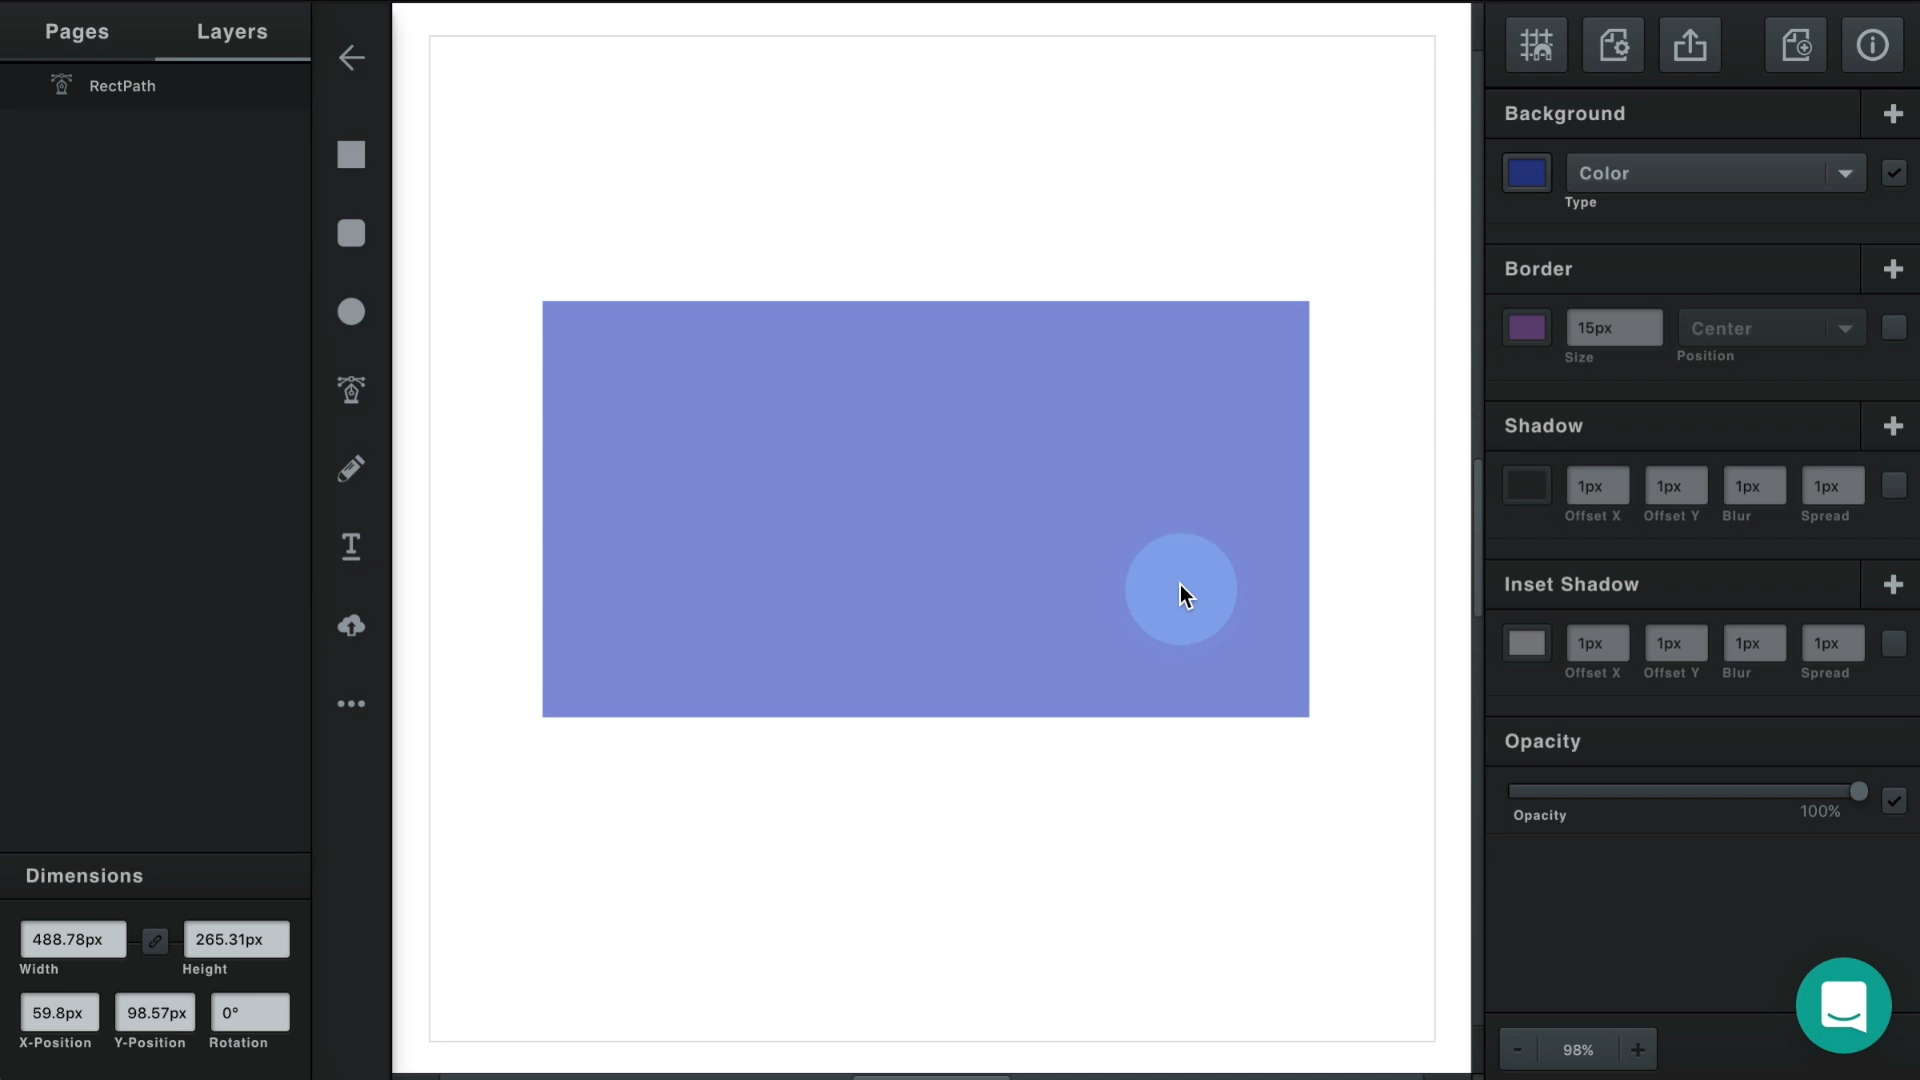 Pages Layers
RectPath
Background
Color
Type
Border
15px Center
Size Position
Shadow
1px 1px 1px 1px
Offset X Offset Y Blur Spread
Inset Shadow
1px 1px 1px 1px
Offset X Offset Y Blur Spread
Opacity
100%
Opacity
Dimensions
488.78px 265.31px
Width Height
59.8px 98.57px 0°
X-Position Y-Position Rotation
- 98% +